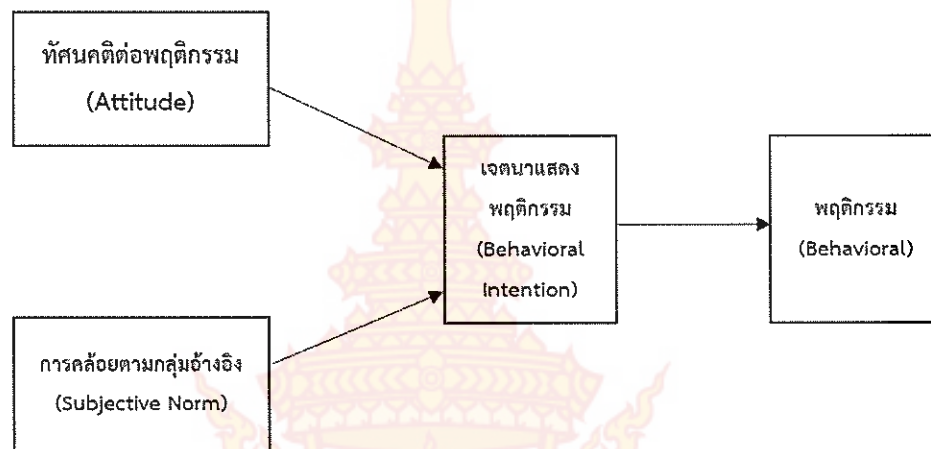 ทัศนคติต่อพฤติกรรม
(Attitude)
เจตนาแสดง
พฤติกรรม
(Behavioral
Intention)
พฤติกรรม
(Behavioral)
การคล้อยตามกลุ่มอ้างอิง
(Subjective Norm)